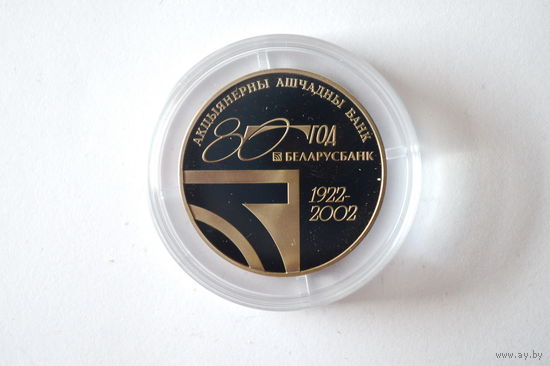 АКЦЫЯНЕРНЫ АШЧАДНЫ БАНК
80 ГОД
БЕЛАРУСБАНК
1922-
2002
www.ay.by